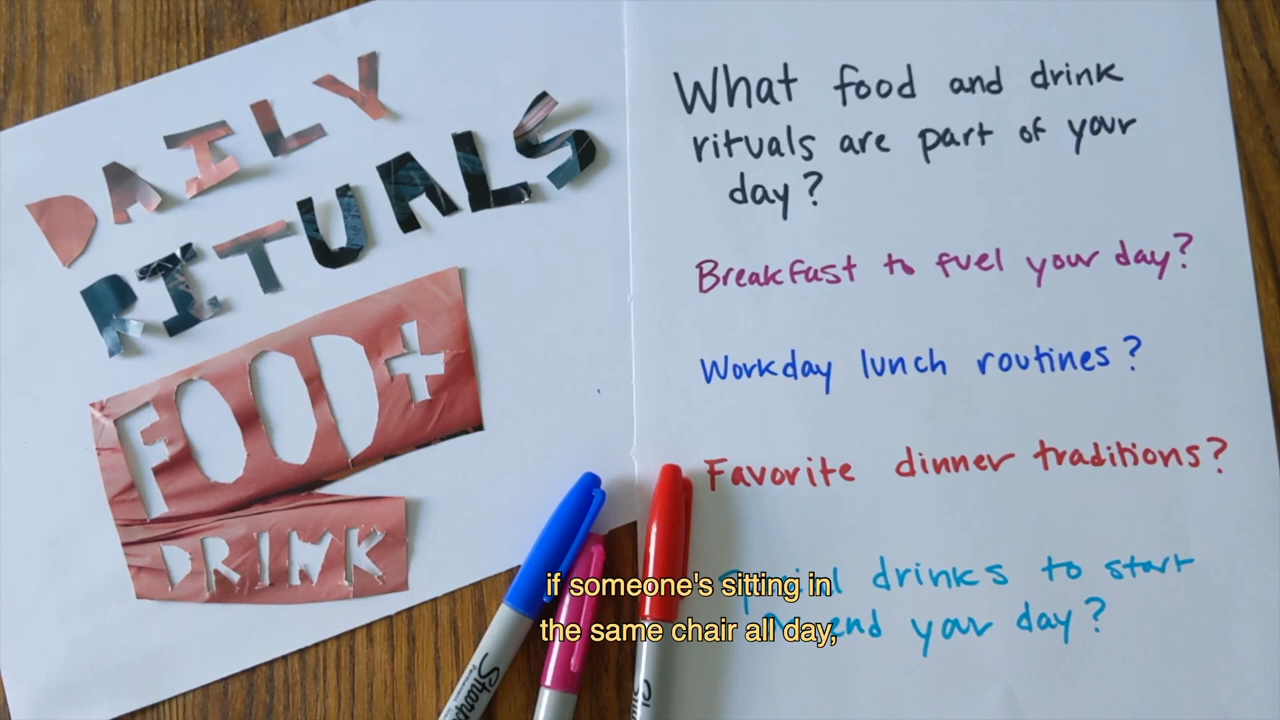 DAILY
RITUALS
FOOD+
DRINK
What food and drink
rituals are part of your
day?
Breakfast to fuel your day?
Workday lunch routines?
Favorite dinner traditions?
drinks to start
end your day?
if someone's sitting in
the same chair all day,